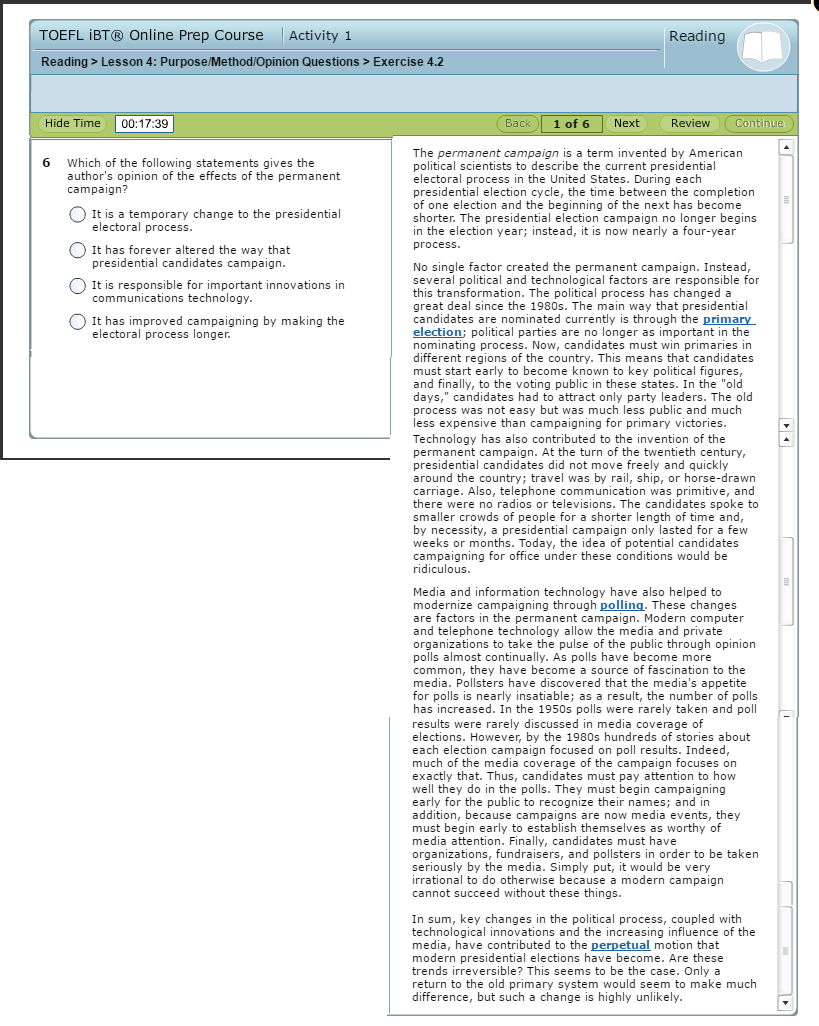 TOEFL iBT® Online Prep Course Activity 1 Reading
Reading > Lesson 4: Purpose/Method/Opinion Questions > Exercise 4.2
Hide Time 00:17:39 Back 1 of 6 Next Review Continue
6 Which of the following statements gives the
author's opinion of the effects of the permanent
campaign?
It is a temporary change to the presidential
electoral process.
It has forever altered the way that
presidential candidates campaign.
It is responsible for important innovations in
communications technology.
It has improved campaigning by making the
electoral process longer.
The permanent campaign is a term invented by American
political scientists to describe the current presidential
electoral process in the United States. During each
presidential election cycle, the time between the completion
of one election and the beginning of the next has become
shorter. The presidential election campaign no longer begins
in the election year; instead, it is now nearly a four-year
process.
No single factor created the permanent campaign. Instead,
several political and technological factors are responsible for
this transformation. The political process has changed a
great deal since the 1980s. The main way that presidential
candidates are nominated currently is through the primary
election; political parties are no longer as important in the
nominating process. Now, candidates must win primaries in
different regions of the country. This means that candidates
must start early to become known to key political figures,
and finally, to the voting public in these states. In the "old
days," candidates had to attract only party leaders. The old
process was not easy but was much less public and much
less expensive than campaigning for primary victories.
Technology has also contributed to the invention of the
permanent campaign. At the turn of the twentieth century,
presidential candidates did not move freely and quickly
around the country; travel was by rail, ship, or horse-drawn
carriage. Also, telephone communication was primitive, and
there were no radios or televisions. The candidates spoke to
smaller crowds of people for a shorter length of time and,
by necessity, a presidential campaign only lasted for a few
weeks or months. Today, the idea of potential candidates
campaigning for office under these conditions would be
ridiculous.
Media and information technology have also helped to
modernize campaigning through polling. These changes
are factors in the permanent campaign. Modern computer
and telephone technology allow the media and private
organizations to take the pulse of the public through opinion
polls almost continually. As polls have become more
common, they have become a source of fascination to the
media. Pollsters have discovered that the media's appetite
for polls is nearly insatiable; as a result, the number of polls
has increased. In the 1950s polls were rarely taken and poll
results were rarely discussed in media coverage of
elections. However, by the 1980s hundreds of stories about
each election campaign focused on poll results. Indeed,
much of the media coverage of the campaign focuses on
exactly that. Thus, candidates must pay attention to how
well they do in the polls. They must begin campaigning
early for the public to recognize their names; and in
addition, because campaigns are now media events, they
must begin early to establish themselves as worthy of
media attention. Finally, candidates must have
organizations, fundraisers, and pollsters in order to be taken
seriously by the media. Simply put, it would be very
irrational to do otherwise because a modern campaign
cannot succeed without these things.
In sum, key changes in the political process, coupled with
technological innovations and the increasing influence of the
media, have contributed to the perpetual motion that
modern presidential elections have become. Are these
trends irreversible? This seems to be the case. Only a
return to the old primary system would seem to make much
difference, but such a change is highly unlikely.